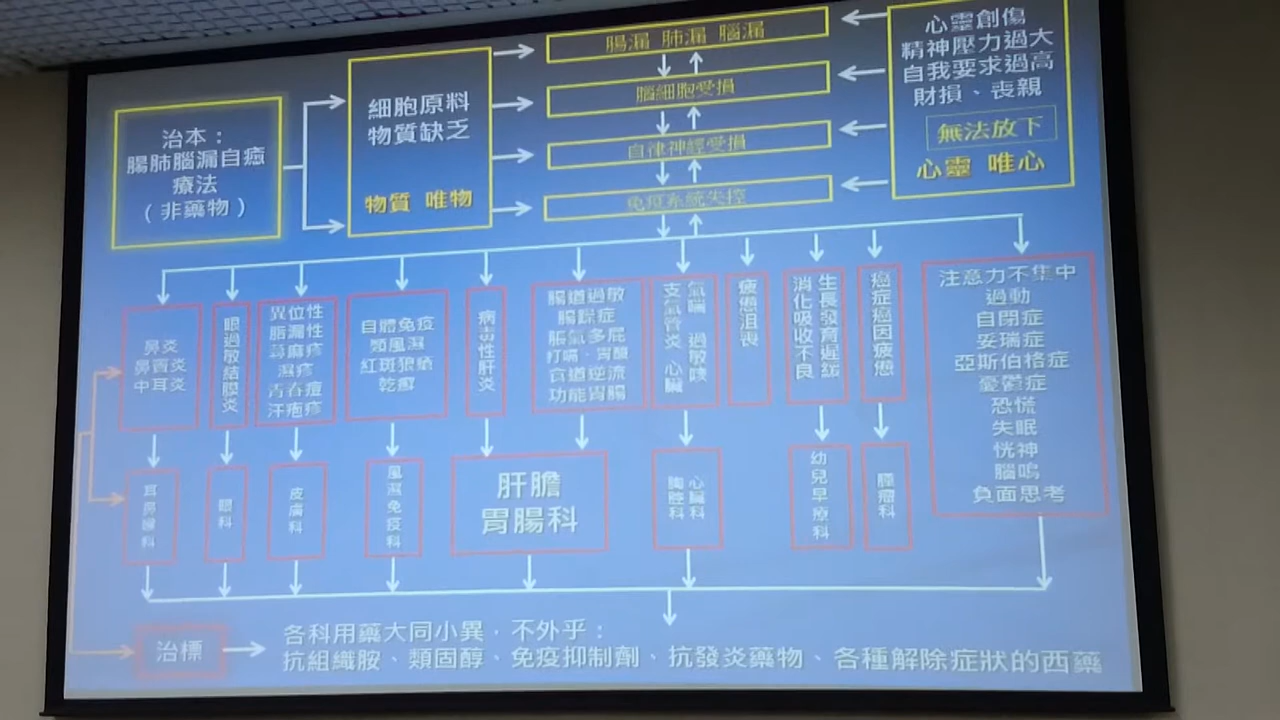 治本：
腸肺腦漏自癒
療法
（非藥物）
細胞原料
物質缺乏
物質 唯物
腸漏 肺漏 腦漏
腦細胞受損
自律神經受損
免疫系統失控
心靈創傷
精神壓力過大
自我要求過高
財損、喪親
無法放下
心靈 唯心
鼻炎
鼻竇炎
中耳炎
眼過敏結膜炎
異位性
脂漏性
蕁麻疹
濕疹
青春痘
汗疱疹
自體免疫
類風濕
紅斑狼瘡
乾癬
病毒性肝炎
腸道過敏
腸躁症
脹氣多屁
打嗝、胃酸
食道逆流
功能胃腸
氣喘 過敏咳
支氣管炎 心臟
疲憊沮喪
生長發育遲緩
消化吸收不良
癌症癌因疲憊
注意力不集中
過動
自閉症
妥瑞症
亞斯伯格症
憂鬱症
恐慌
失眠
恍神
腦鳴
負面思考
耳鼻喉科
眼科
皮膚科
風濕免疫科
肝膽
胃腸科
心臟科
胸腔科
幼兒早療科
腫瘤科
治標
各科用藥大同小異，不外乎：
抗組織胺、類固醇、免疫抑制劑、抗發炎藥物、各種解除症狀的西藥